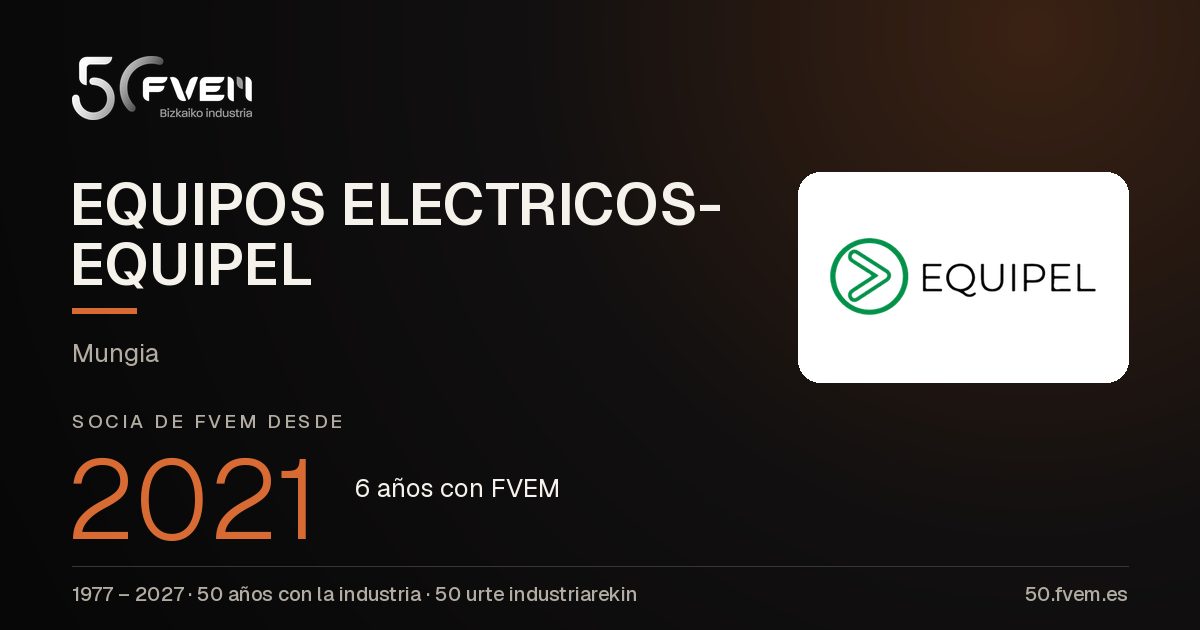 50 FVEM
Bizkaiko industria
EQUIPOS ELECTRICOS-
EQUIPEL
EQUIPEL
Mungia
SOCIA DE FVEM DESDE
2021
6 años con FVEM
1977 – 2027 · 50 años con la industria · 50 urte industriarekin
50.fvem.es